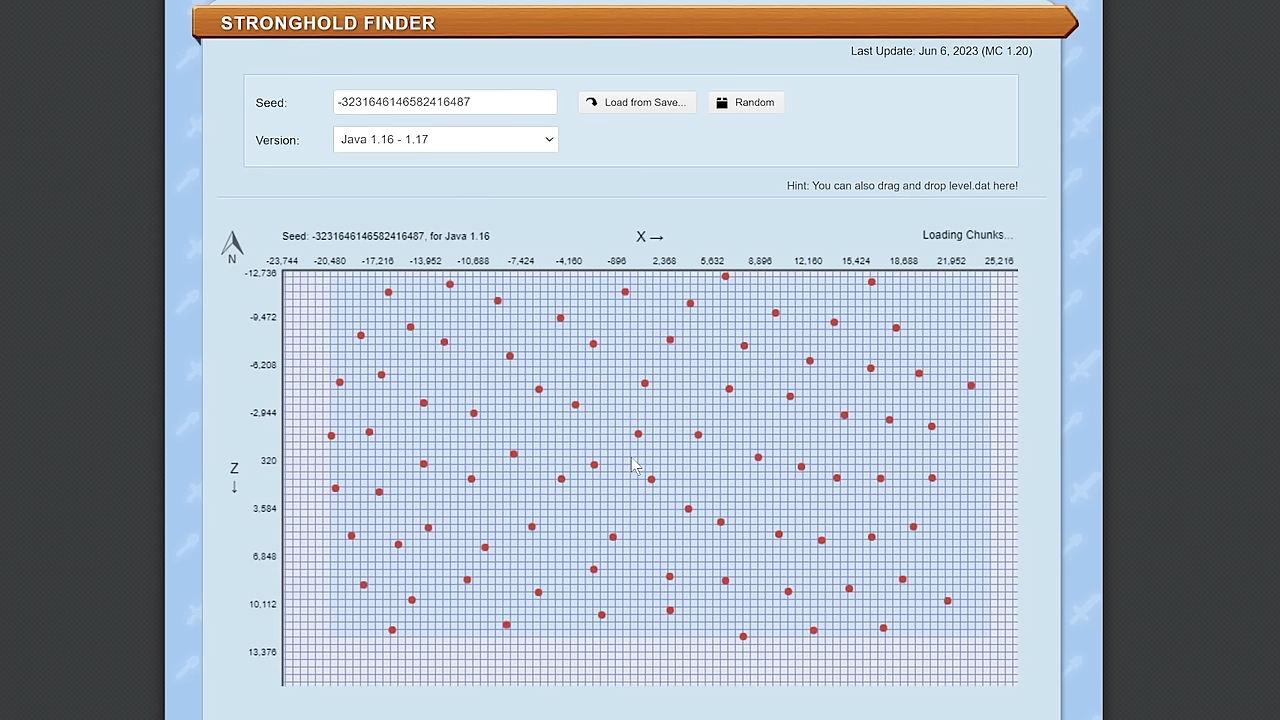 STRONGHOLD FINDER
Last Update: Jun 6, 2023 (MC 1.20)
Seed: -3231646146582416487 Load from Save... Random
Version: Java 1.16 - 1.17
Hint: You can also drag and drop level.dat here!
Seed: -3231646146582416487, for Java 1.16 X → Loading Chunks...
N
-23,744 -20,480 -17,216 -13,952 -10,688 -7,424 -4,160 -896 2,368 5,632 8,896 12,160 15,424 18,688 21,952 25,216
-12,736
-9,472
-6,208
-2,944
320
Z
↓
3,584
6,848
10,112
13,376